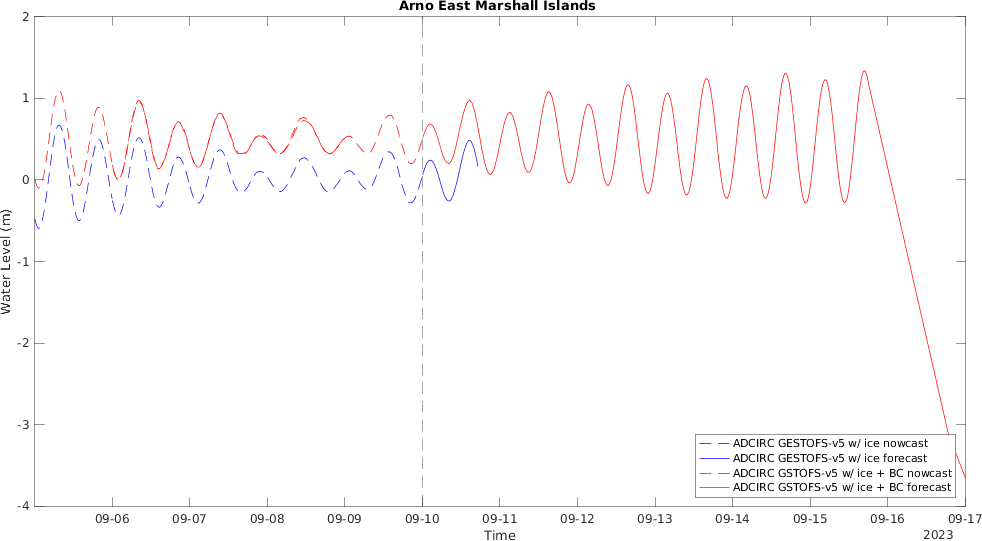 Arno East Marshall Islands
2
1
0
-1
-2
-3
-4
Water Level (m)
ADCIRC GESTOFS-v5 w/ ice nowcast
ADCIRC GESTOFS-v5 w/ ice forecast
ADCIRC GSTOFS-v5 w/ ice + BC nowcast
ADCIRC GSTOFS-v5 w/ ice + BC forecast
09-06 09-07 09-08 09-09 09-10 09-11 09-12 09-13 09-14 09-15 09-16 09-17
Time
2023